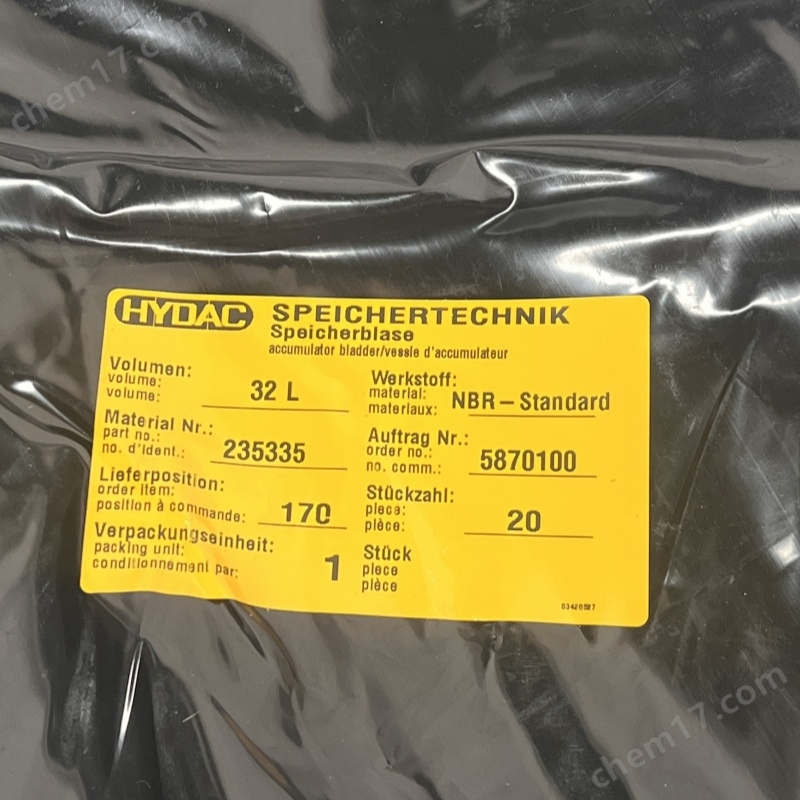 chem17.com
HYDAC SPEICHERTECHNIK
Speicherblase
accumulator bladder/vessie d'accumulateur
Volumen:
volume:
volume:
32 L
Werkstoff:
material:
materiaux:
NBR-Standard
Material Nr.:
part no.:
no. d'Ident.:
235335
Auftrag Nr.:
order no.:
no. comm.:
5870100
Lieferposition:
order item:
position à commande:
170
Stückzahl:
piece:
pièce:
20
Verpackungseinheit:
packing unit:
conditionnement par:
1
Stück
piece
pièce
chem17.com